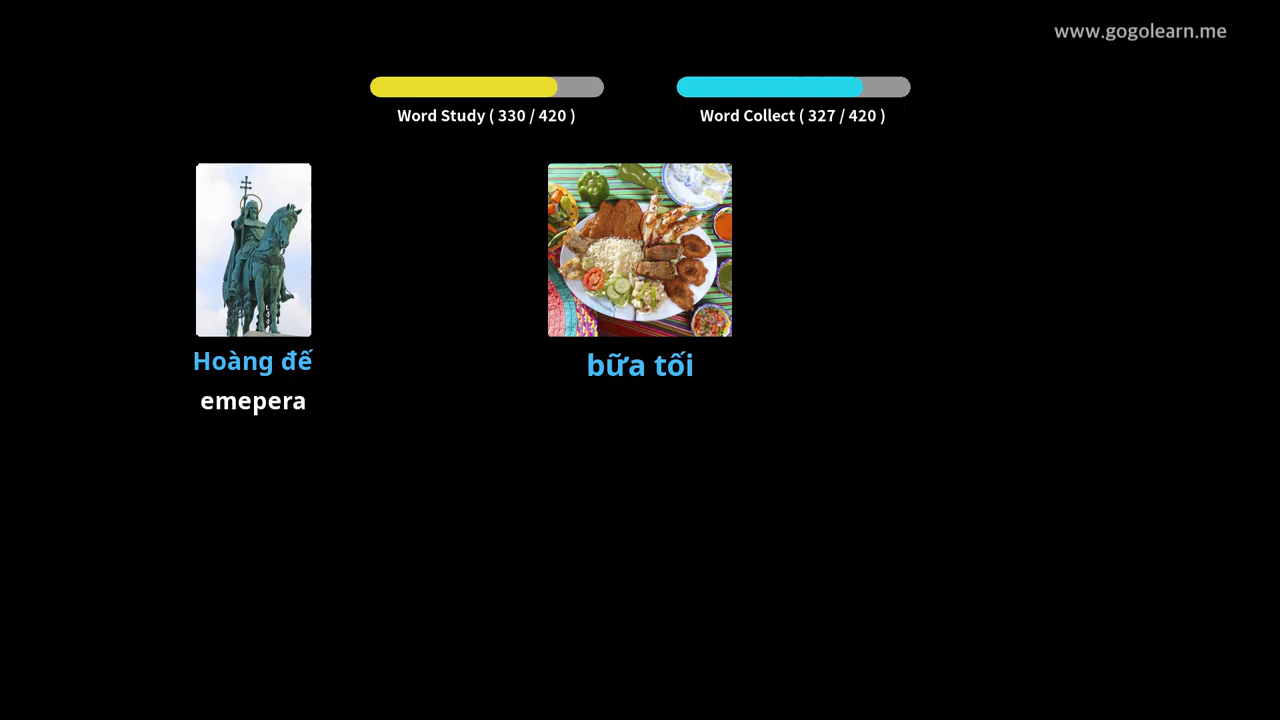 www.gogolearn.me
Word Study ( 330 / 420 )
Word Collect ( 327 / 420 )
Hoàng đế
emepera
bữa tối